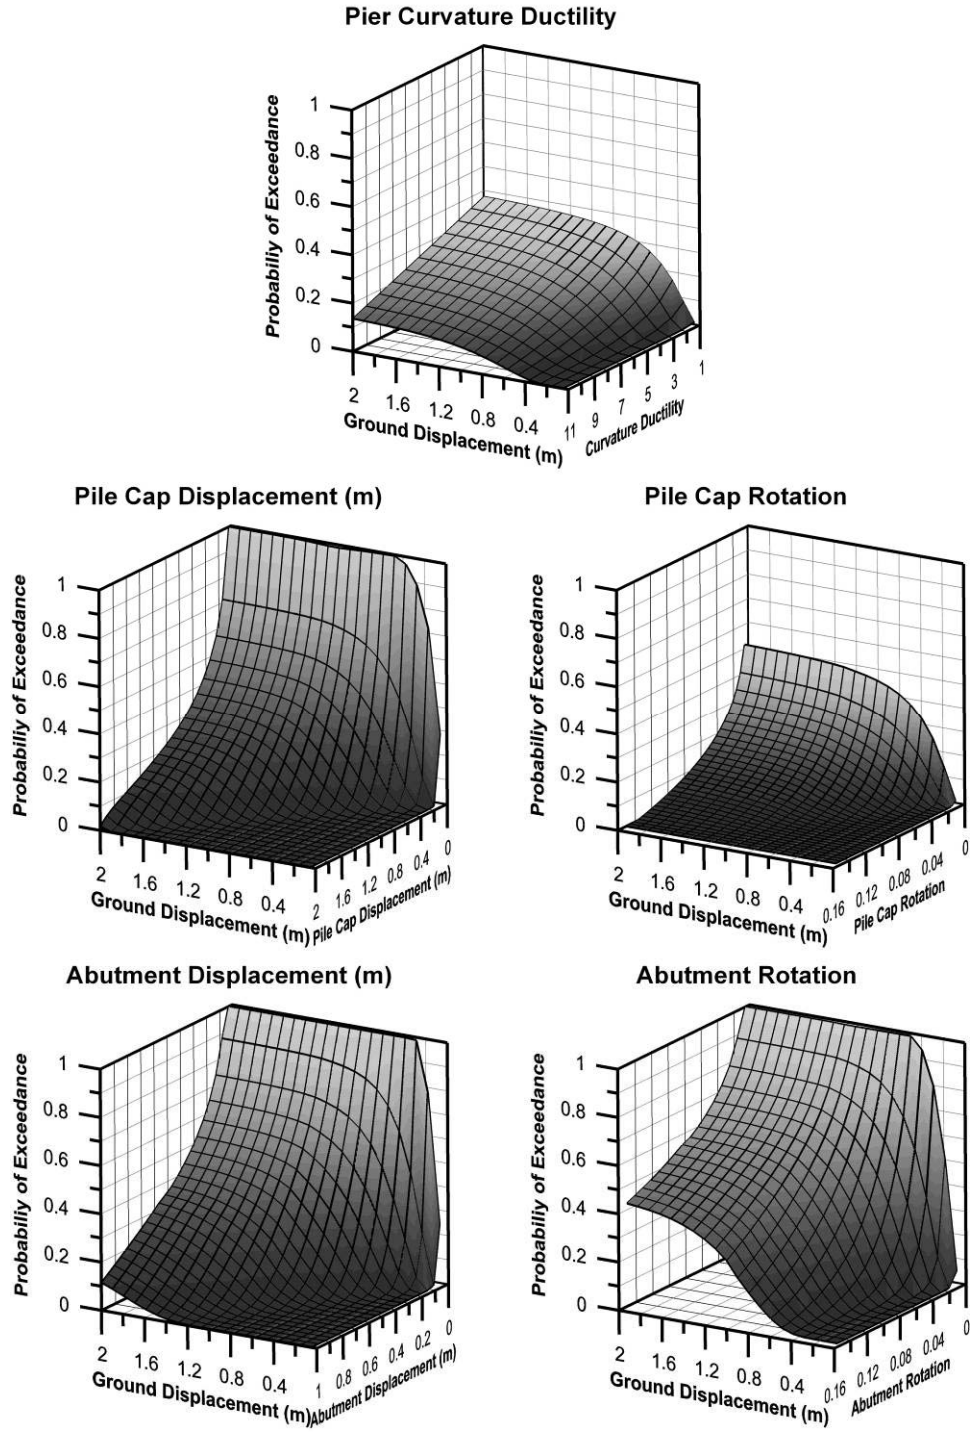 Pier Curvature Ductility
Probabiliy of Exceedance
1
0.8
0.6
0.4
0.2
0
2 1.6 1.2 0.8 0.4
Ground Displacement (m)
11 9 7 5 3 1
Curvature Ductility
Pile Cap Displacement (m)
Probabiliy of Exceedance
1
0.8
0.6
0.4
0.2
0
2 1.6 1.2 0.8 0.4
Ground Displacement (m)
2 1.6 1.2 0.8 0.4 0
Pile Cap Displacement (m)
Pile Cap Rotation
Probabiliy of Exceedance
1
0.8
0.6
0.4
0.2
0
2 1.6 1.2 0.8 0.4
Ground Displacement (m)
0.16 0.12 0.08 0.04 0
Pile Cap Rotation
Abutment Displacement (m)
Probabiliy of Exceedance
1
0.8
0.6
0.4
0.2
0
2 1.6 1.2 0.8 0.4
Ground Displacement (m)
1 0.8 0.6 0.4 0.2 0
Abutment Displacement (m)
Abutment Rotation
Probabiliy of Exceedance
1
0.8
0.6
0.4
0.2
0
2 1.6 1.2 0.8 0.4
Ground Displacement (m)
0.16 0.12 0.08 0.04 0
Abutment Rotation